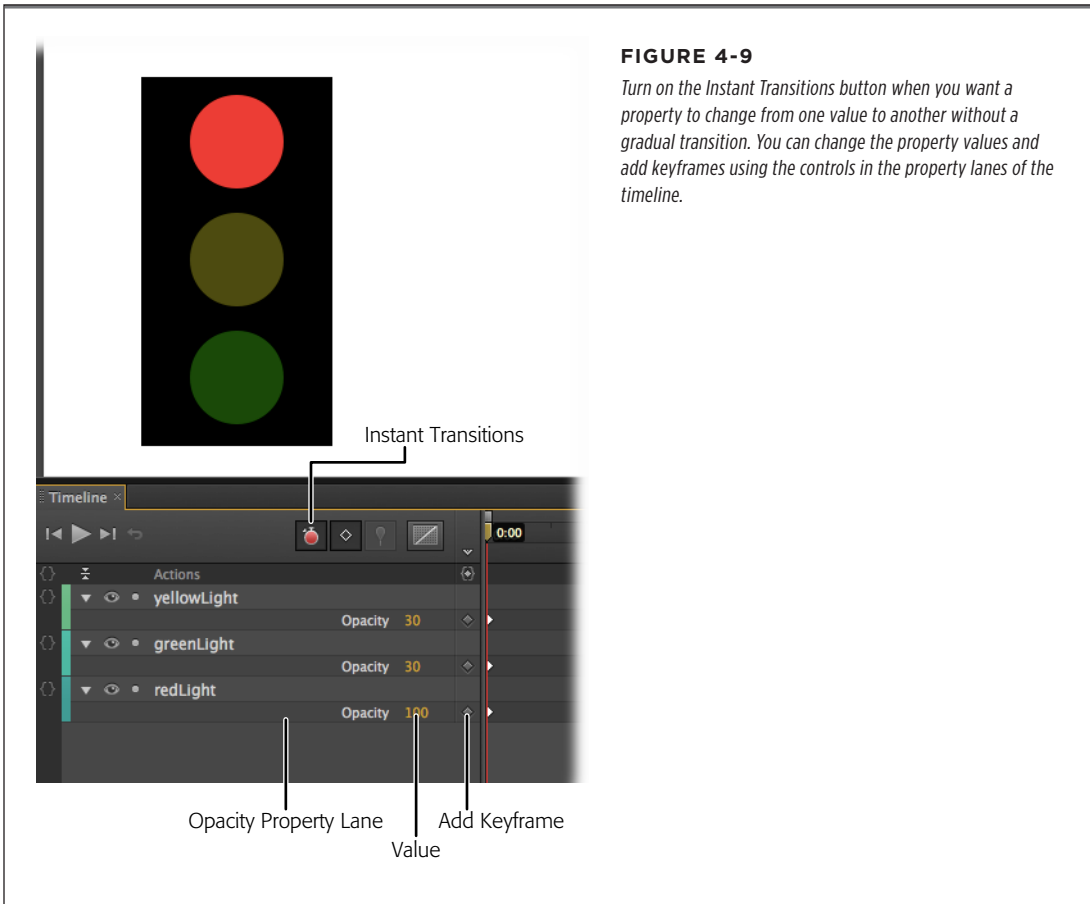 FIGURE 4-9
Turn on the Instant Transitions button when you want a
property to change from one value to another without a
gradual transition. You can change the property values and
add keyframes using the controls in the property lanes of the
timeline.
Instant Transitions
Timeline
0:00
Actions
yellowLight
Opacity 30
greenLight
Opacity 30
redLight
Opacity 100
Opacity Property Lane
Add Keyframe
Value